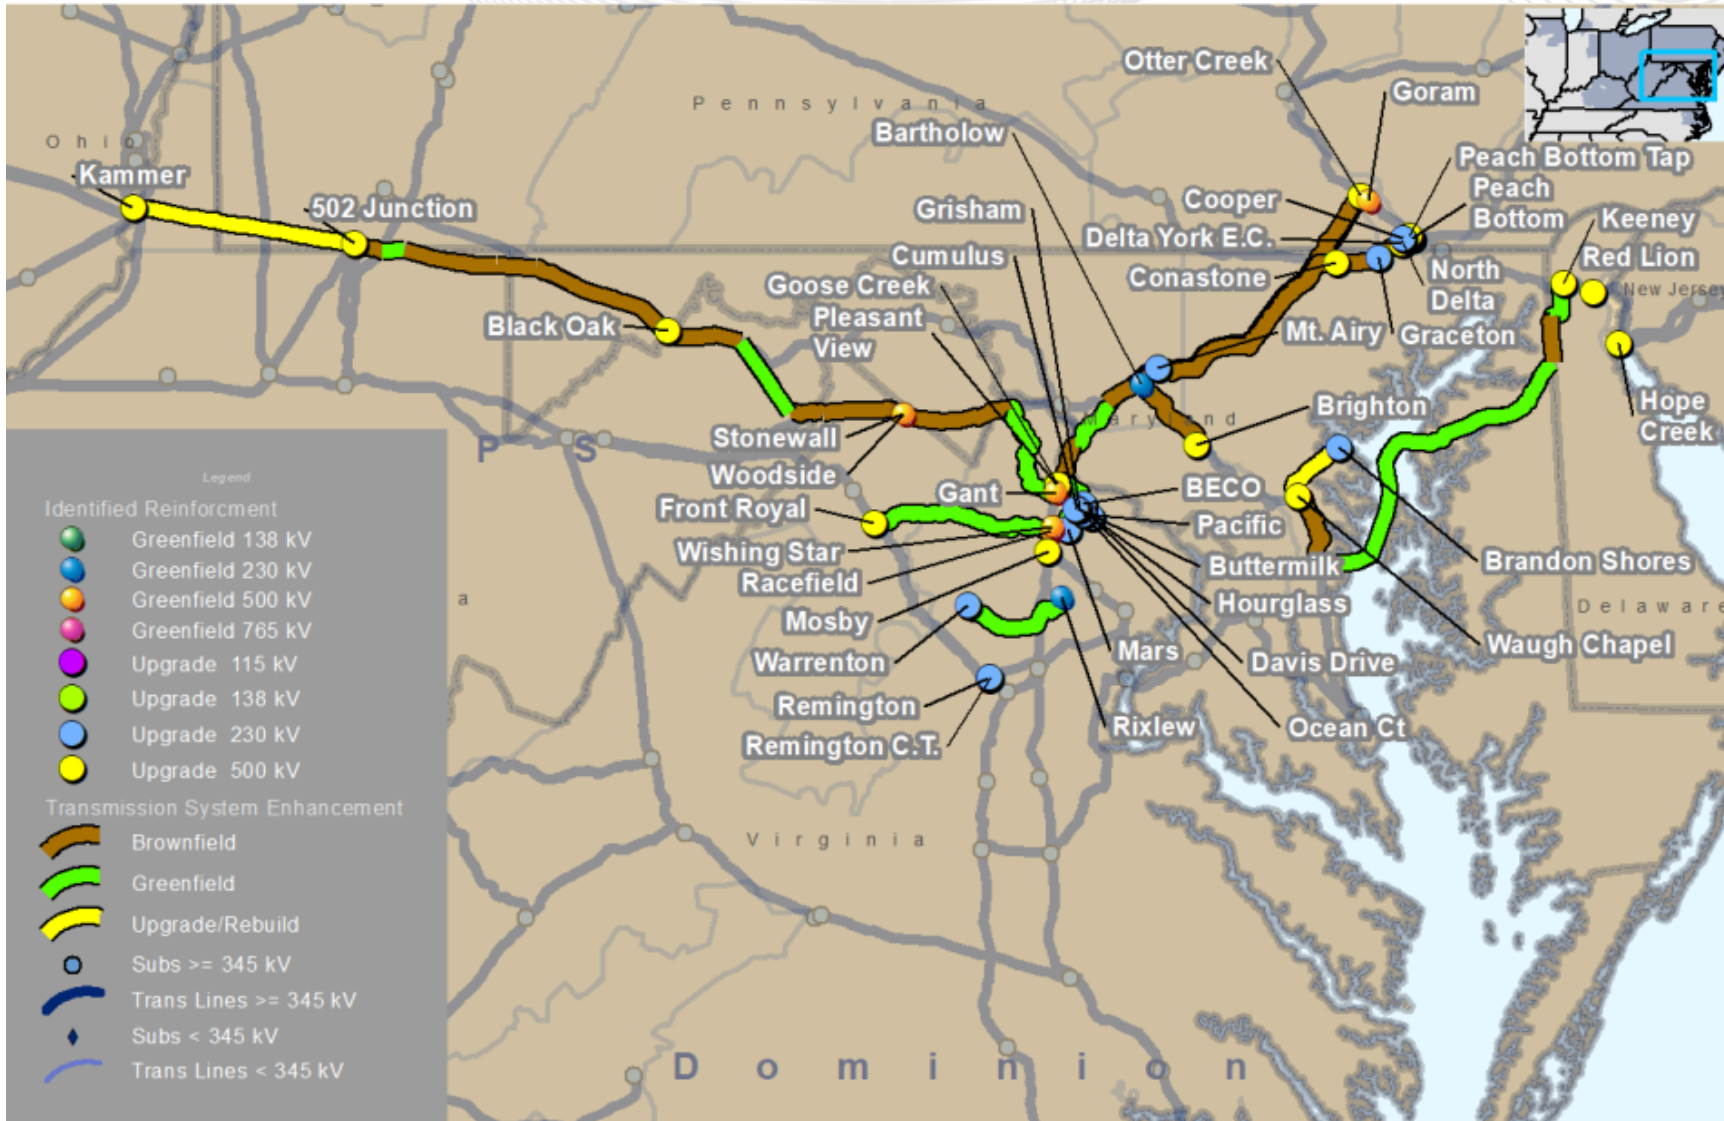 Otter Creek
Goram
Pennsylvania
Bartholow
Ohio
Peach Bottom Tap
Kammer
Cooper
Peach
Bottom
502 Junction
Grisham
Keeney
Delta York E.C.
Cumulus
Red Lion
Conastone
North
Delta
Goose Creek
New Jersey
Pleasant
View
Black Oak
Mt. Airy
Graceton
Maryland
Brighton
Hope
Creek
Stonewall
PS
Woodside
Legend
Gant
BECO
Front Royal
Identified Reinforcment
Pacific
Greenfield 138 kV
Wishing Star
Buttermilk
Brandon Shores
Greenfield 230 kV
Racefield
Greenfield 500 kV
a
Hourglass
Delaware
Mosby
Greenfield 765 kV
Mars
Waugh Chapel
Upgrade 115 kV
Warrenton
Davis Drive
Upgrade 138 kV
Remington
Rixlew
Ocean Ct
Upgrade 230 kV
Remington C.T.
Upgrade 500 kV
Transmission System Enhancement
Brownfield
Virginia
Greenfield
Upgrade/Rebuild
Subs >= 345 kV
Trans Lines >= 345 kV
Subs < 345 kV
Trans Lines < 345 kV
Dominion